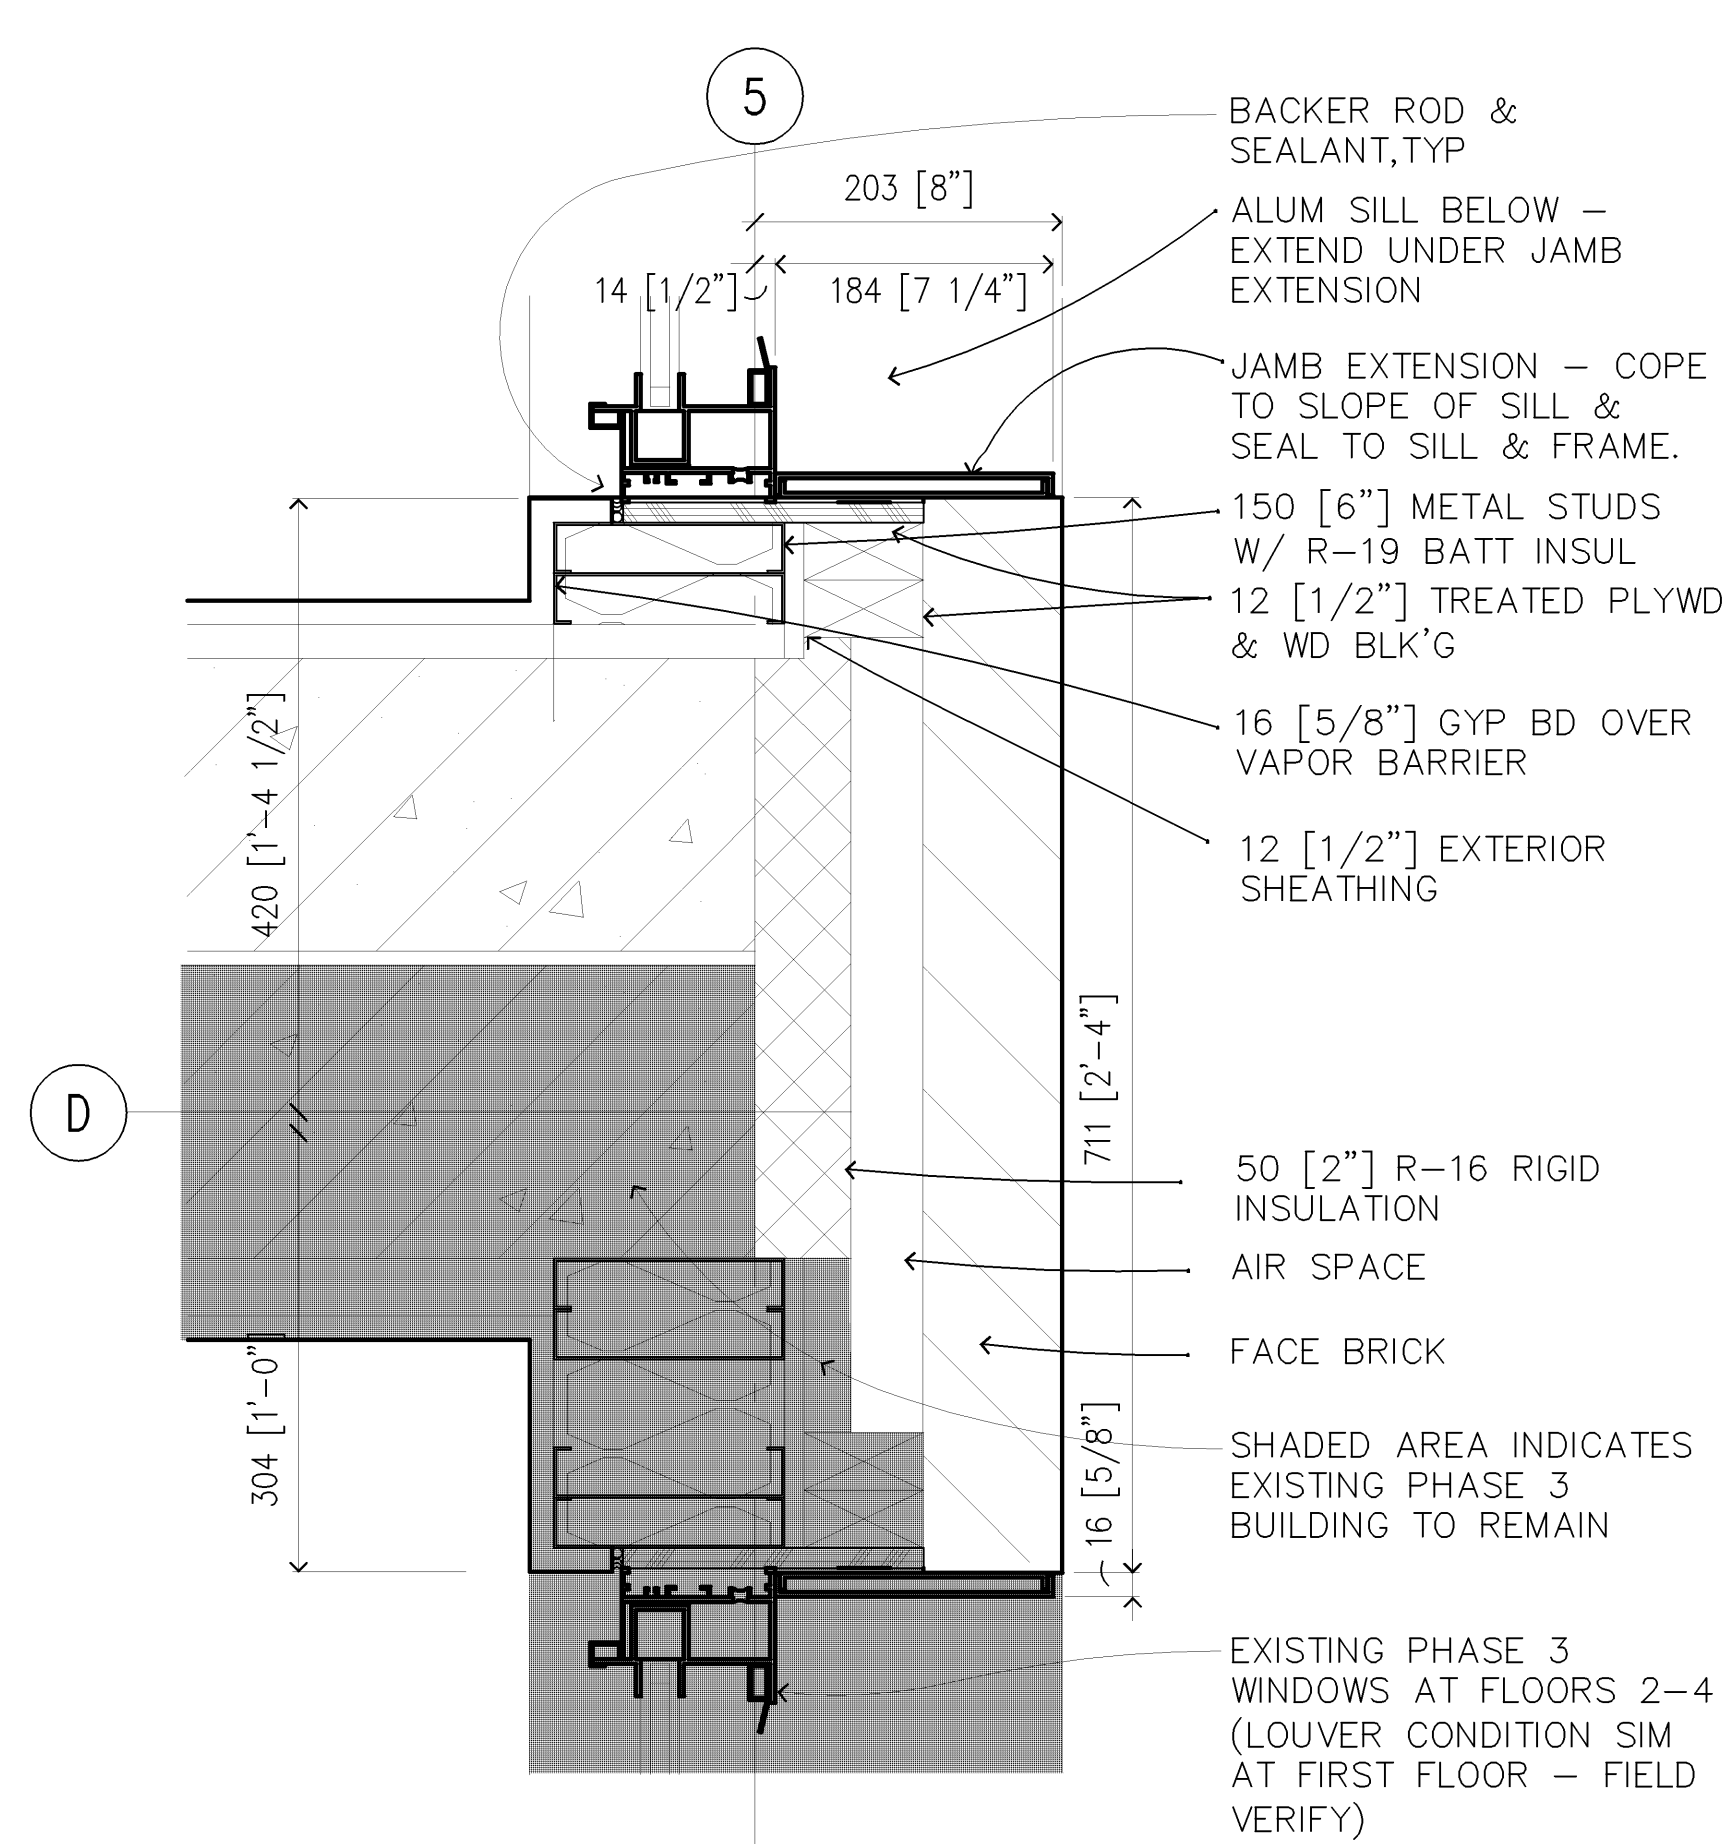 5
BACKER ROD &
SEALANT,TYP
203 [8”]
ALUM SILL BELOW –
EXTEND UNDER JAMB
EXTENSION
14 [1/2”]
184 [7 1/4”]
JAMB EXTENSION – COPE
TO SLOPE OF SILL &
SEAL TO SILL & FRAME.
150 [6”] METAL STUDS
W/ R–19 BATT INSUL
12 [1/2”] TREATED PLYWD
& WD BLK’G
16 [5/8”] GYP BD OVER
VAPOR BARRIER
420 [1’–4 1/2”]
12 [1/2”] EXTERIOR
SHEATHING
711 [2’–4”]
D
50 [2”] R–16 RIGID
INSULATION
AIR SPACE
FACE BRICK
304 [1’–0”]
16 [5/8”]
SHADED AREA INDICATES
EXISTING PHASE 3
BUILDING TO REMAIN
EXISTING PHASE 3
WINDOWS AT FLOORS 2–4
(LOUVER CONDITION SIM
AT FIRST FLOOR – FIELD
VERIFY)